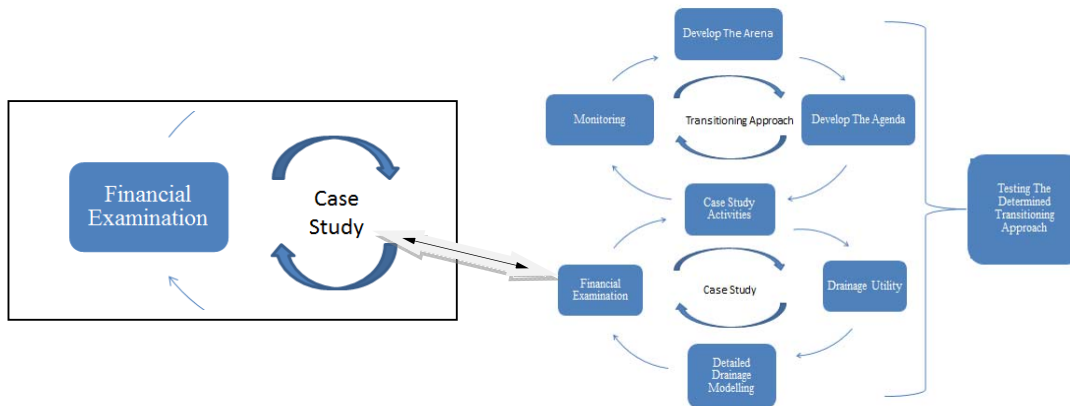 Financial
Examination
Case
Study
Develop The Arena
Monitoring
Transitioning Approach
Develop The Agenda
Case Study
Activities
Financial
Examination
Case Study
Drainage Utility
Detailed
Drainage
Modelling
Testing The
Determined
Transitioning
Approach